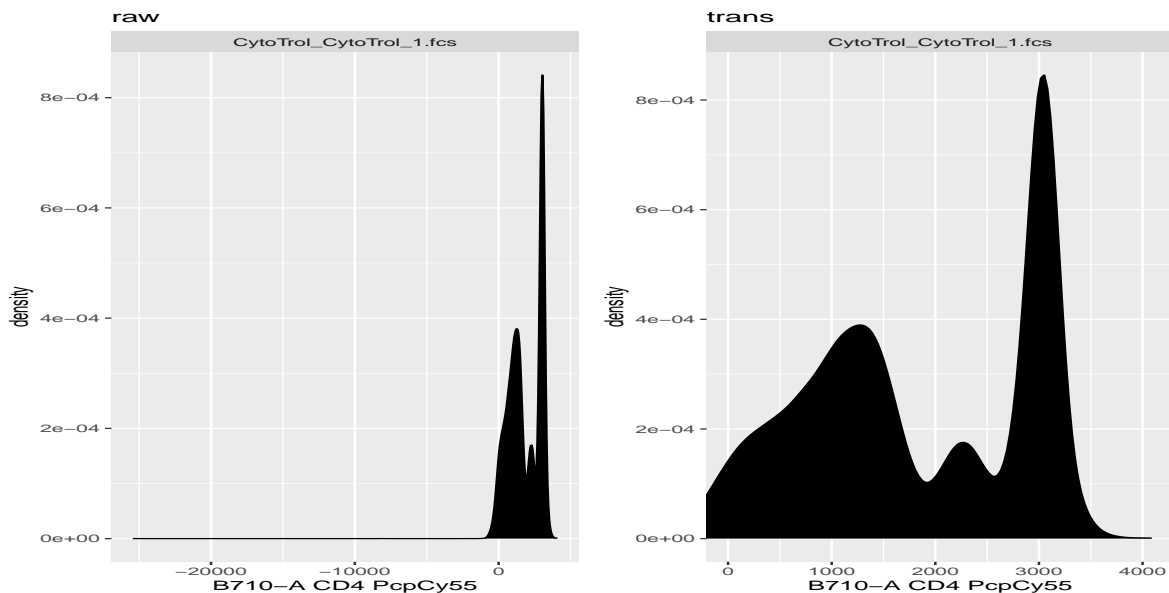 raw
CytoTrol_CytoTrol_1.fcs
8e−04
6e−04
4e−04
2e−04
0e+00
density
−20000 −10000 0
B710−A CD4 PcpCy55
trans
CytoTrol_CytoTrol_1.fcs
8e−04
6e−04
4e−04
2e−04
0e+00
density
0 1000 2000 3000 4000
B710−A CD4 PcpCy55